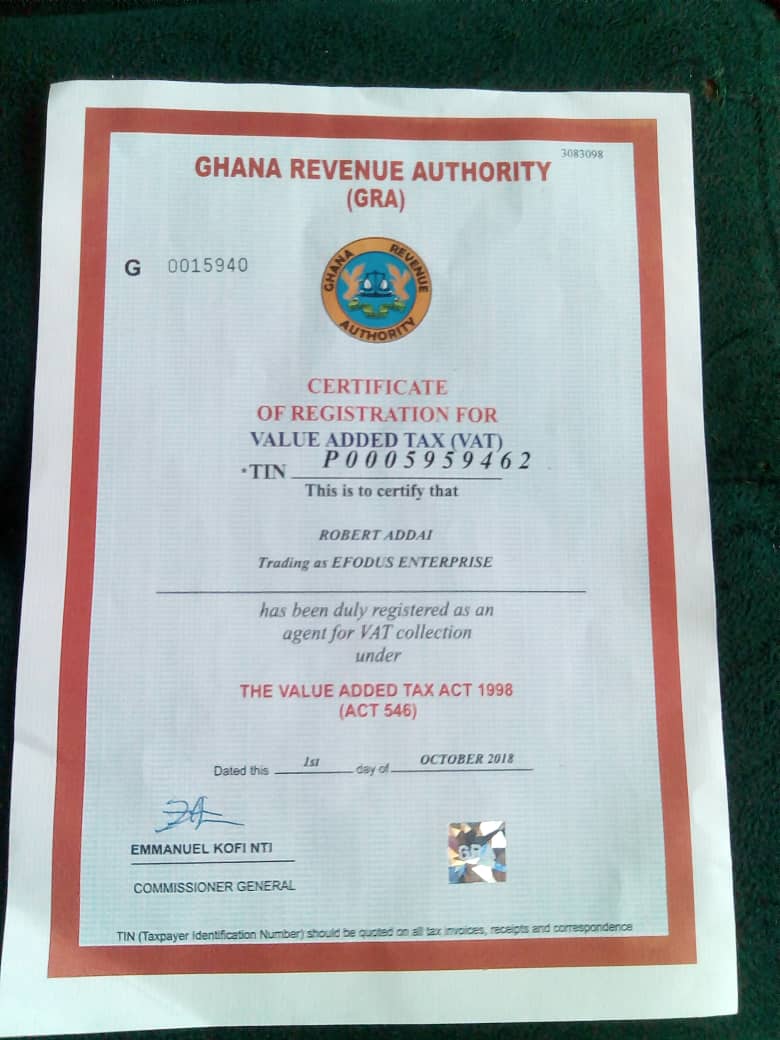 3083098
GHANA REVENUE AUTHORITY
(GRA)
G 0015940
GHANA REVENUE AUTHORITY
CERTIFICATE
OF REGISTRATION FOR
VALUE ADDED TAX (VAT)
*TIN P0005959462
This is to certify that
ROBERT ADDAI
Trading as EFODUS ENTERPRISE
has been duly registered as an
agent for VAT collection
under
THE VALUE ADDED TAX ACT 1998
(ACT 546)
Dated this 1st day of OCTOBER 2018
EMMANUEL KOFI NTI
COMMISSIONER GENERAL
TIN (Taxpayer Identification Number) should be quoted on all tax invoices, receipts and correspondence